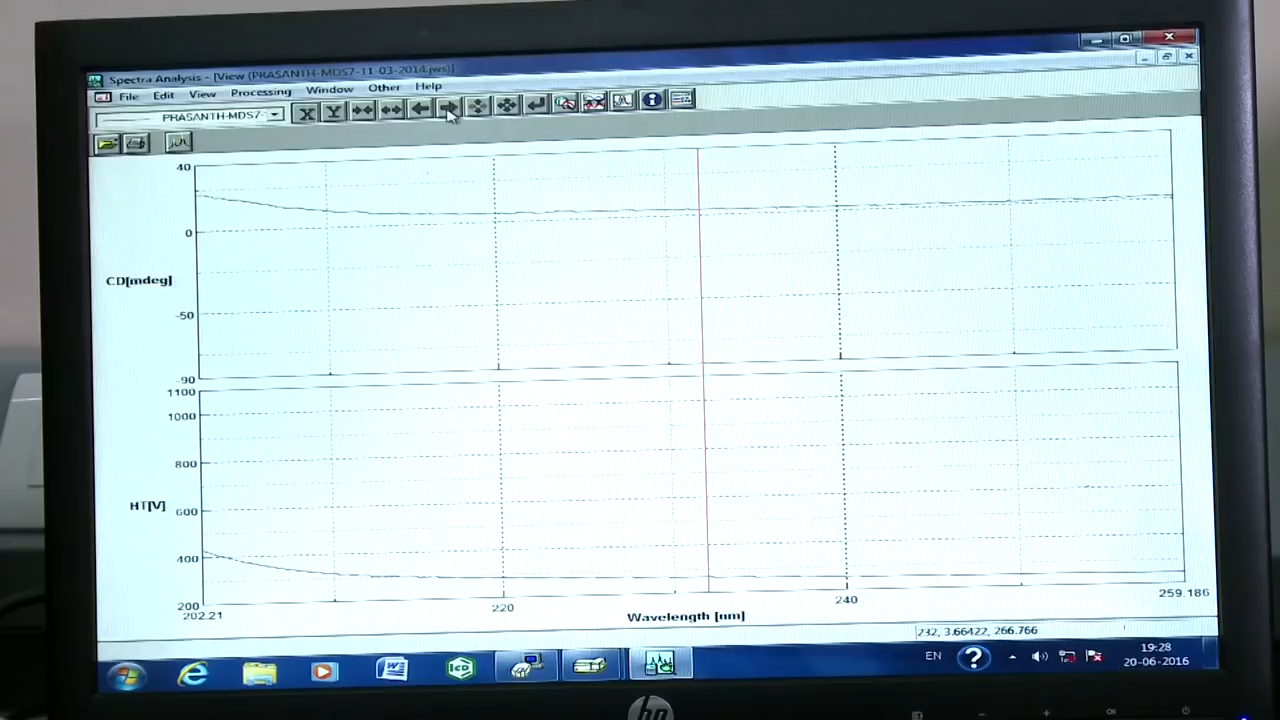 Spectra Analysis - [View (PRASANTH-MDS7-11-03-2014.jws)]
File Edit View Processing Window Other Help
PRASANTH-MDS7-
X Y
40
0
CD[mdeg]
-50
-90
1100
1000
800
HT[V]
600
400
200
202.21
220
240
259.186
Wavelength [nm]
232, 3.66422, 266.766
EN
19:28
20-06-2016
hp